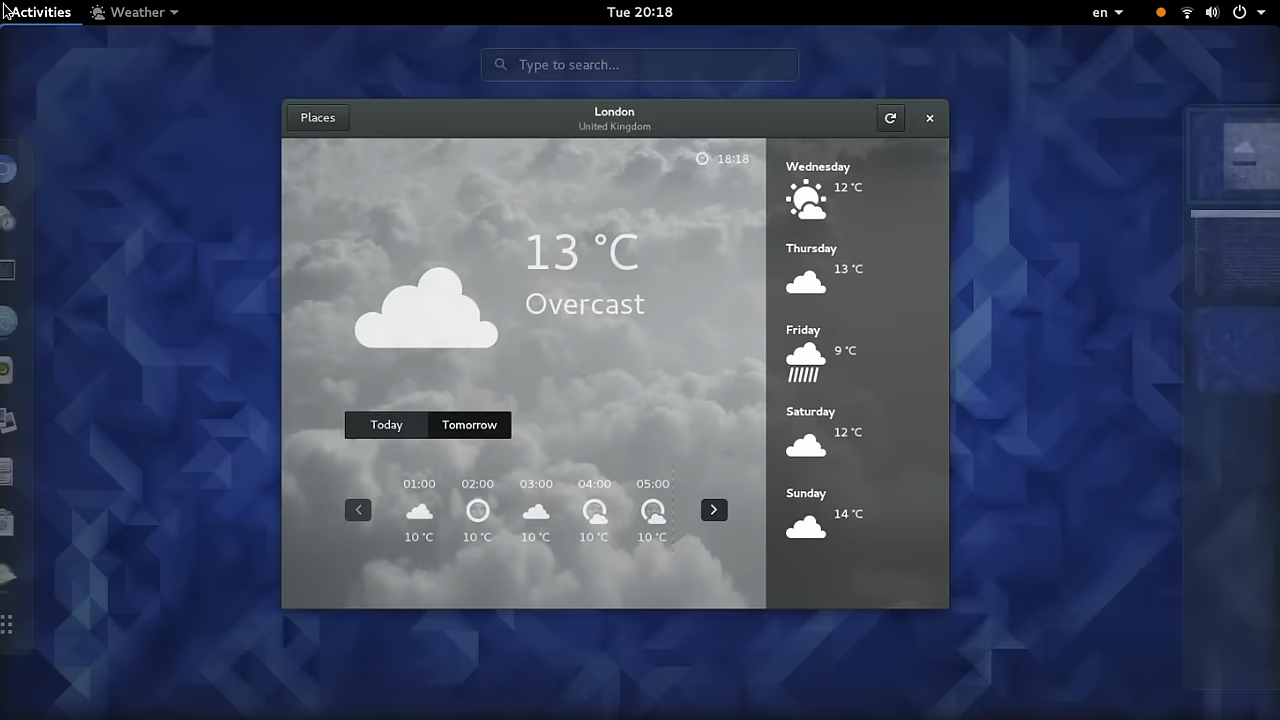 Activities Weather Tue 20:18 en
Type to search...
Places London
United Kingdom
18:18
13 °C
Overcast
Today Tomorrow
01:00 02:00 03:00 04:00 05:00
10 °C 10 °C 10 °C 10 °C 10 °C
Wednesday
12 °C
Thursday
13 °C
Friday
9 °C
Saturday
12 °C
Sunday
14 °C